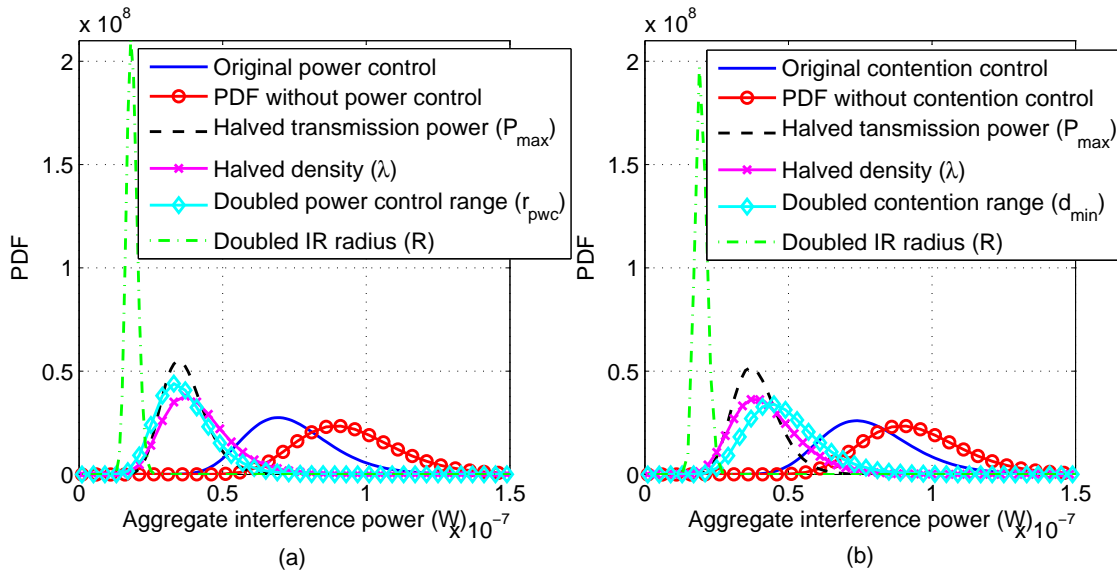 x 10^8
2
1.5
1
0.5
0
PDF
Original power control
PDF without power control
Halved transmission power (P_max)
Halved density (λ)
Doubled power control range (r_pwc)
Doubled IR radius (R)
0 0.5 1 1.5
Aggregate interference power (W)
x 10^−7
(a)
x 10^8
2
1.5
1
0.5
0
PDF
Original contention control
PDF without contention control
Halved tansmission power (P_max)
Halved density (λ)
Doubled contention range (d_min)
Doubled IR radius (R)
0 0.5 1 1.5
Aggregate interference power (W)
x 10^−7
(b)